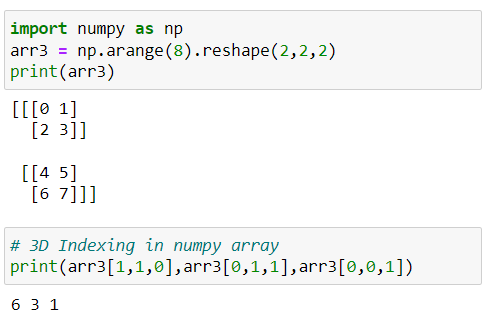 import numpy as np
arr3 = np.arange(8).reshape(2,2,2)
print(arr3)
[[[0 1]
  [2 3]]

 [[4 5]
  [6 7]]]
# 3D Indexing in numpy array
print(arr3[1,1,0],arr3[0,1,1],arr3[0,0,1])
6 3 1